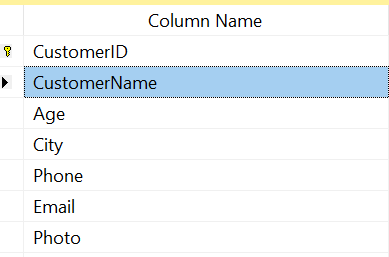 Column Name
CustomerID
CustomerName
Age
City
Phone
Email
Photo